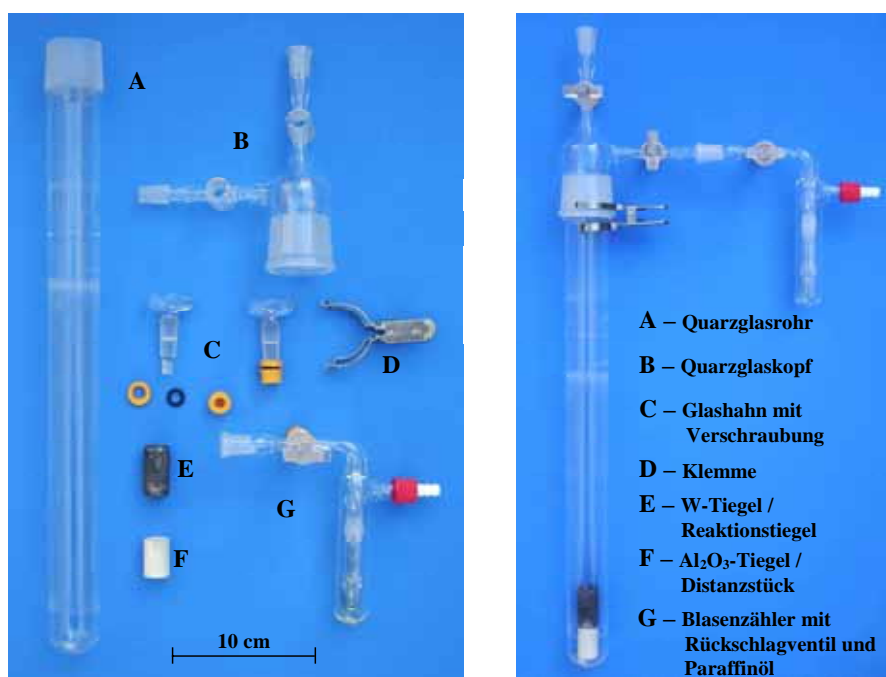 A
B
C
D
E
F
G
10 cm
A – Quarzglasrohr
B – Quarzglaskopf
C – Glashahn mit
Verschraubung
D – Klemme
E – W-Tiegel /
Reaktionstiegel
F – Al₂O₃-Tiegel /
Distanzstück
G – Blasenzähler mit
Rückschlagventil und
Paraffinöl